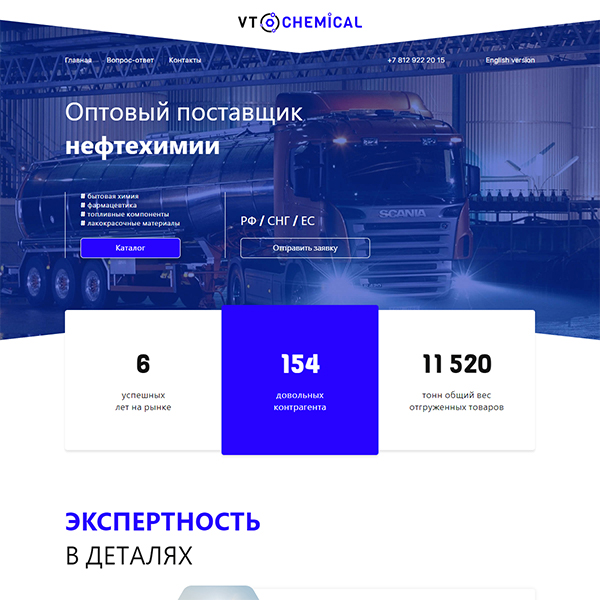 VT CHEMICAL
Главная Вопрос-ответ Контакты +7 812 922 20 15 English version
Оптовый поставщик
нефтехимии
бытовая химия
фармацевтика
топливные компоненты
лакокрасочные материалы
РФ / СНГ / ЕС
Каталог Отправить заявку
SCANIA
6 154 11 520
успешных довольных тонн общий вес
лет на рынке контрагента отгруженных товаров
ЭКСПЕРТНОСТЬ
В ДЕТАЛЯХ